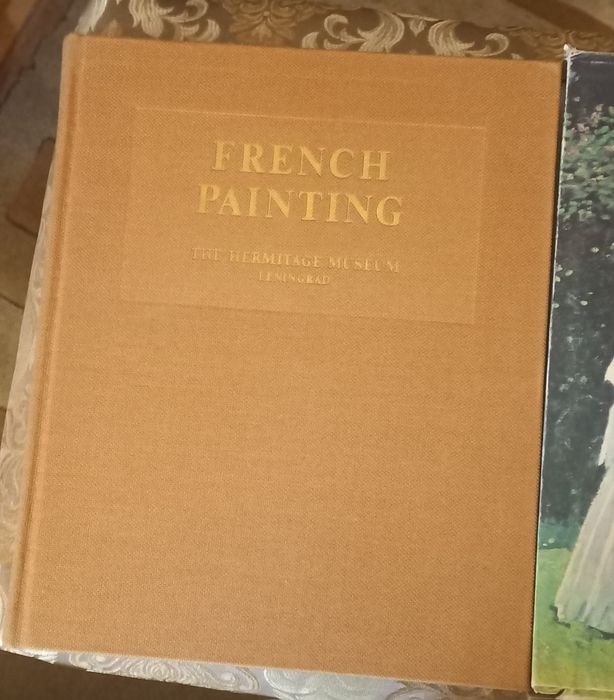 FRENCH
PAINTING
THE HERMITAGE MUSEUM
LENINGRAD